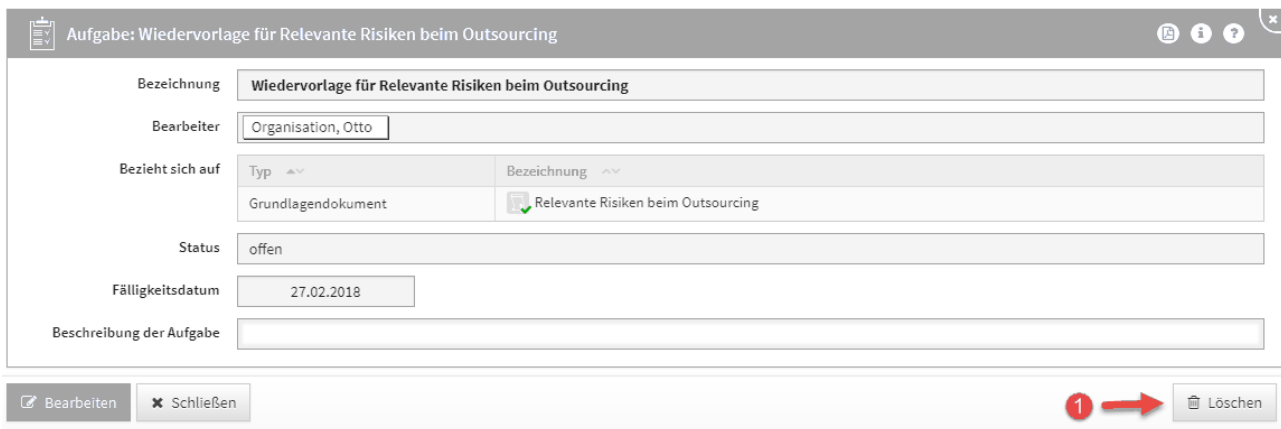 Aufgabe: Wiedervorlage für Relevante Risiken beim Outsourcing
Bezeichnung Wiedervorlage für Relevante Risiken beim Outsourcing
Bearbeiter Organisation, Otto
Bezieht sich auf Typ Bezeichnung
Grundlagendokument Relevante Risiken beim Outsourcing
Status offen
Fälligkeitsdatum 27.02.2018
Beschreibung der Aufgabe
Bearbeiten Schließen 1 Löschen